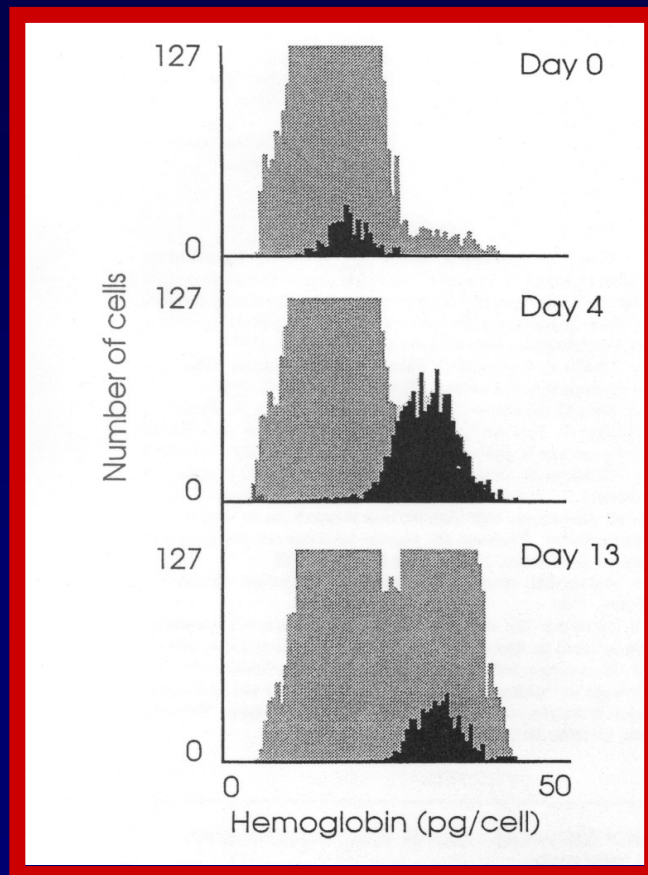 127
Day 0
0
127
Day 4
0
Number of cells
127
Day 13
0
0 50
Hemoglobin (pg/cell)